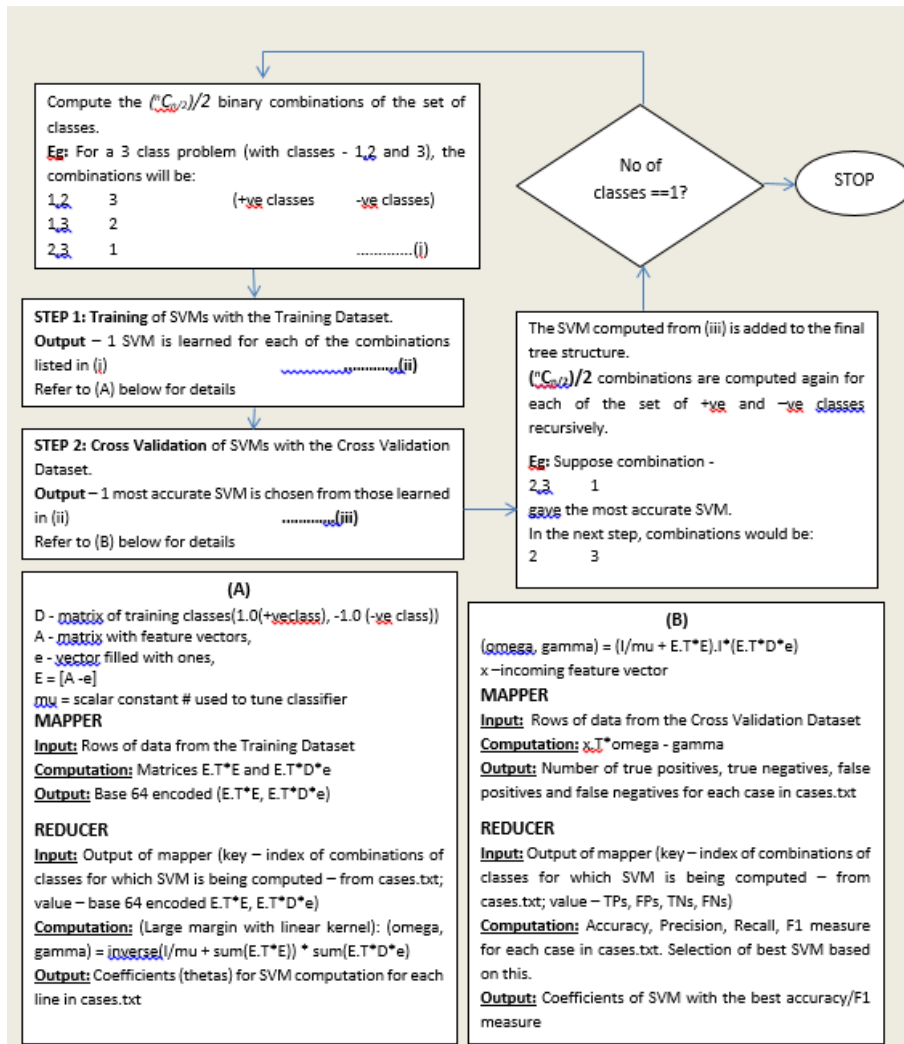 Compute the (ⁿCₙ/₂)/2 binary combinations of the set of
classes.
Eg: For a 3 class problem (with classes - 1,2 and 3), the
combinations will be:
1,2 3 (+ve classes -ve classes)
1,3 2
2,3 1 ..............(i)
No of
classes ==1?
STOP
STEP 1: Training of SVMs with the Training Dataset.
Output – 1 SVM is learned for each of the combinations
listed in (i) ..............(ii)
Refer to (A) below for details
STEP 2: Cross Validation of SVMs with the Cross Validation
Dataset.
Output – 1 most accurate SVM is chosen from those learned
in (ii) ..............(iii)
Refer to (B) below for details
The SVM computed from (iii) is added to the final
tree structure.
(ⁿCₙ/₂)/2 combinations are computed again for
each of the set of +ve and –ve classes
recursively.
Eg: Suppose combination -
2,3 1
gave the most accurate SVM.
In the next step, combinations would be:
2 3
(A)
D - matrix of training classes(1.0(+veclass), -1.0 (-ve class))
A - matrix with feature vectors,
e - vector filled with ones,
E = [A -e]
mu = scalar constant # used to tune classifier
MAPPER
Input: Rows of data from the Training Dataset
Computation: Matrices E.T*E and E.T*D*e
Output: Base 64 encoded (E.T*E, E.T*D*e)
REDUCER
Input: Output of mapper (key – index of combinations of
classes for which SVM is being computed – from cases.txt;
value – base 64 encoded E.T*E, E.T*D*e)
Computation: (Large margin with linear kernel): (omega,
gamma) = inverse(I/mu + sum(E.T*E)) * sum(E.T*D*e)
Output: Coefficients (thetas) for SVM computation for each
line in cases.txt
(B)
(omega, gamma) = (I/mu + E.T*E).I*(E.T*D*e)
x –incoming feature vector
MAPPER
Input: Rows of data from the Cross Validation Dataset
Computation: x.T*omega - gamma
Output: Number of true positives, true negatives, false
positives and false negatives for each case in cases.txt
REDUCER
Input: Output of mapper (key – index of combinations of
classes for which SVM is being computed – from
cases.txt; value – TPs, FPs, TNs, FNs)
Computation: Accuracy, Precision, Recall, F1 measure
for each case in cases.txt. Selection of best SVM based
on this.
Output: Coefficients of SVM with the best accuracy/F1
measure